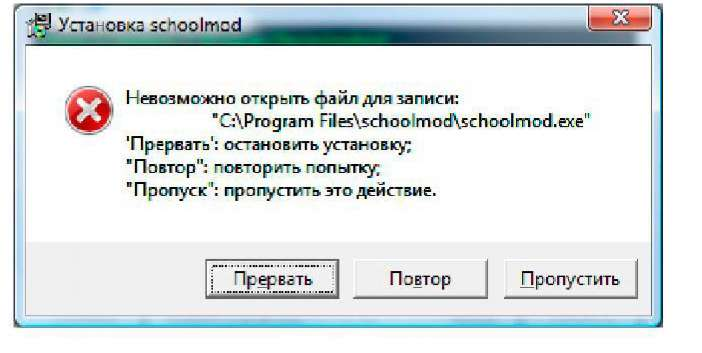 Установка schoolmod
Невозможно открыть файл для записи:
"C:\Program Files\schoolmod\schoolmod.exe"
'Прервать': остановить установку;
"Повтор": повторить попытку;
"Пропуск": пропустить это действие.
Прервать Повтор Пропустить